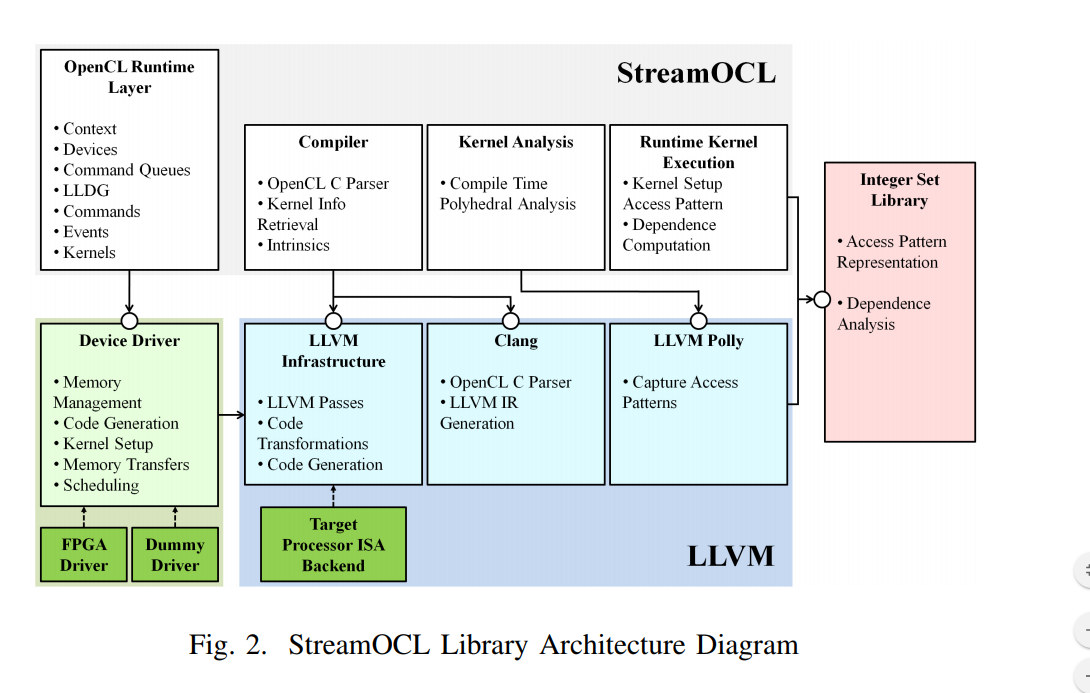 OpenCL Runtime
Layer
• Context
• Devices
• Command Queues
• LLDG
• Commands
• Events
• Kernels
StreamOCL
Compiler
• OpenCL C Parser
• Kernel Info
Retrieval
• Intrinsics
Kernel Analysis
• Compile Time
Polyhedral Analysis
Runtime Kernel
Execution
• Kernel Setup
Access Pattern
• Dependence
Computation
Integer Set
Library
• Access Pattern
Representation
• Dependence
Analysis
Device Driver
• Memory
Management
• Code Generation
• Kernel Setup
• Memory Transfers
• Scheduling
LLVM
Infrastructure
• LLVM Passes
• Code
Transformations
• Code Generation
Clang
• OpenCL C Parser
• LLVM IR
Generation
LLVM Polly
• Capture Access
Patterns
FPGA
Driver
Dummy
Driver
Target
Processor ISA
Backend
LLVM
Fig. 2. StreamOCL Library Architecture Diagram